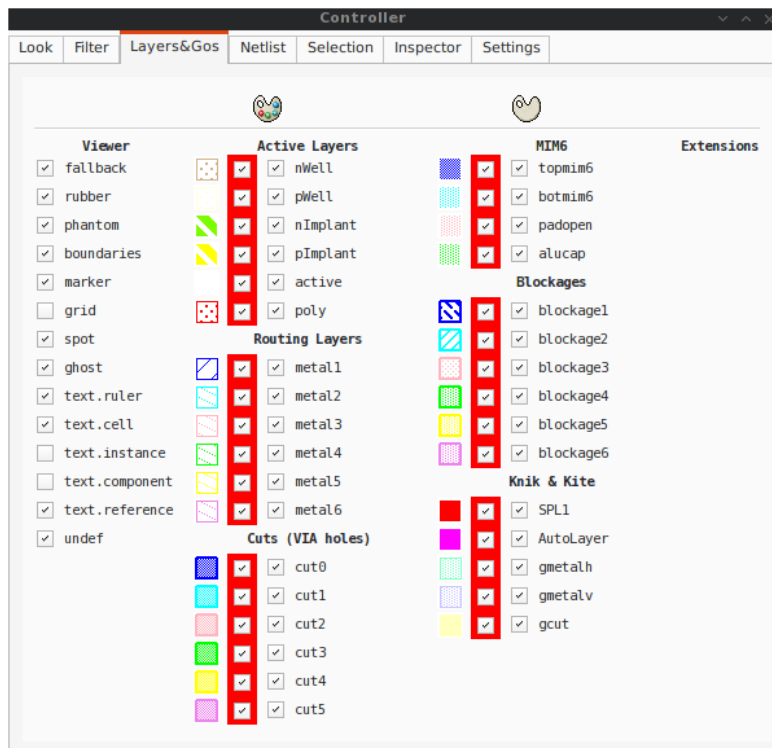 Controller
Look Filter Layers&Gos Netlist Selection Inspector Settings
Viewer Active Layers MIM6 Extensions
fallback nWell topmim6
rubber pWell botmim6
phantom nImplant padopen
boundaries pImplant alucap
marker active Blockages
grid poly blockage1
spot Routing Layers blockage2
ghost metal1 blockage3
text.ruler metal2 blockage4
text.cell metal3 blockage5
text.instance metal4 blockage6
text.component metal5 Knik & Kite
text.reference metal6 SPL1
undef Cuts (VIA holes) AutoLayer
cut0 gmetalh
cut1 gmetalv
cut2 gcut
cut3
cut4
cut5